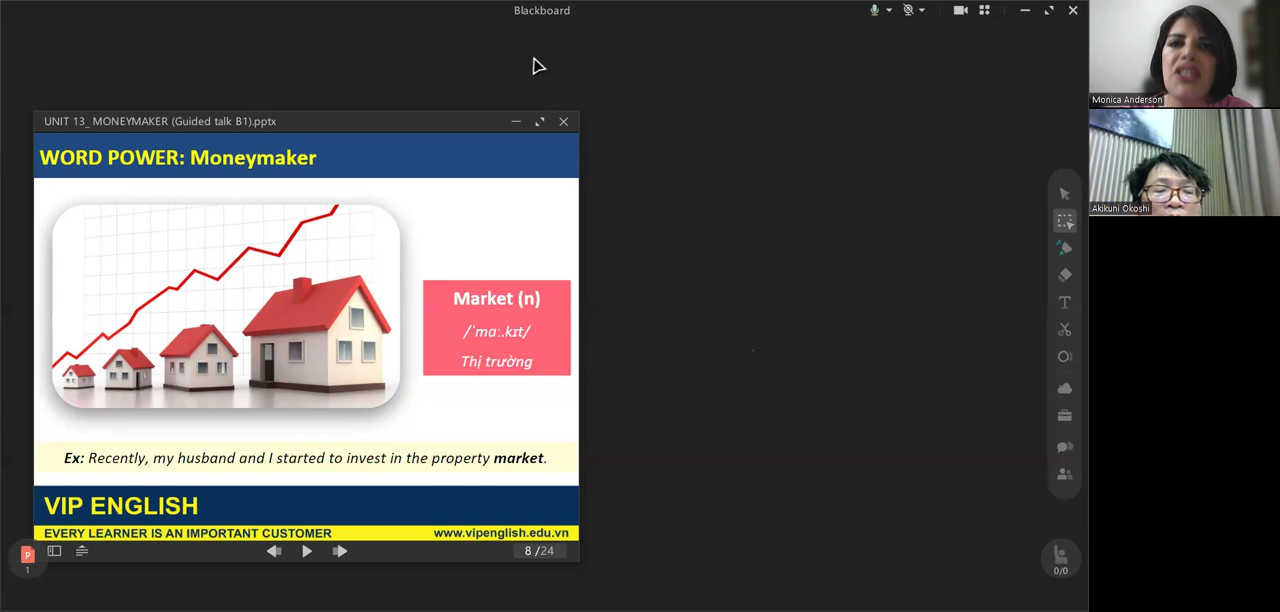 Blackboard
Monica Anderson
Akikuni Okoshi
UNIT 13_ MONEYMAKER (Guided talk B1).pptx
WORD POWER: Moneymaker
Market (n)
/ˈmɑː.kɪt/
Thị trường
Ex: Recently, my husband and I started to invest in the property market.
VIP ENGLISH
EVERY LEARNER IS AN IMPORTANT CUSTOMER
www.vipenglish.edu.vn
8 /24
P
1
T
0/0